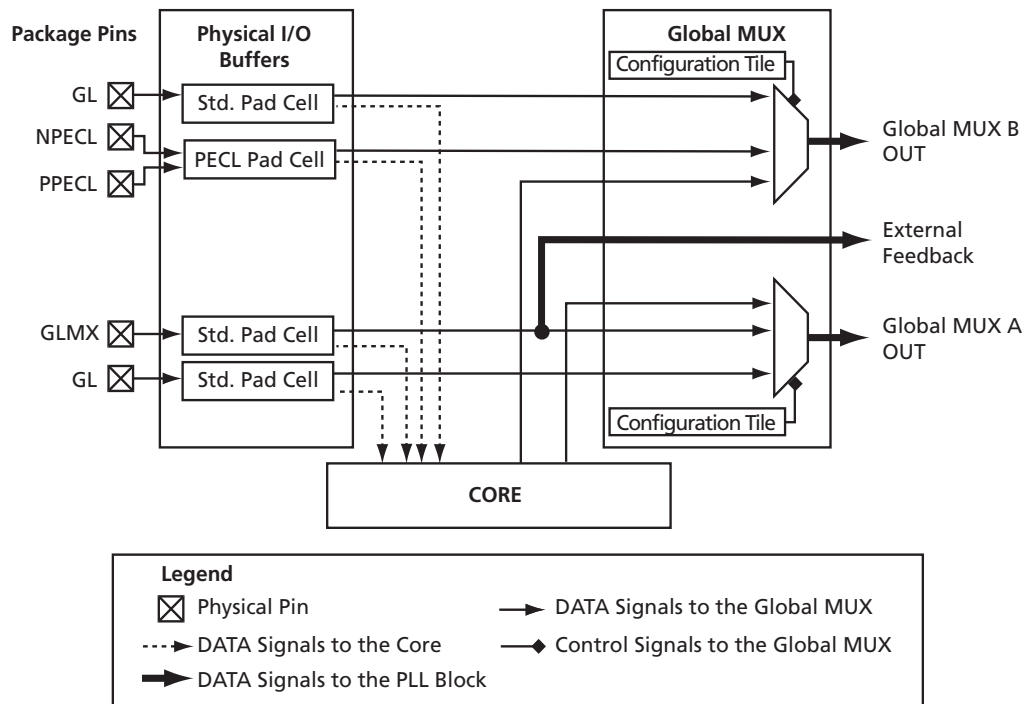 Package Pins
Physical I/O
Buffers
Global MUX
Configuration Tile
GL
Std. Pad Cell
NPECL
PECL Pad Cell
PPECL
Global MUX B
OUT
External
Feedback
GLMX
Std. Pad Cell
Global MUX A
OUT
GL
Std. Pad Cell
Configuration Tile
CORE
Legend
Physical Pin
DATA Signals to the Global MUX
DATA Signals to the Core
Control Signals to the Global MUX
DATA Signals to the PLL Block